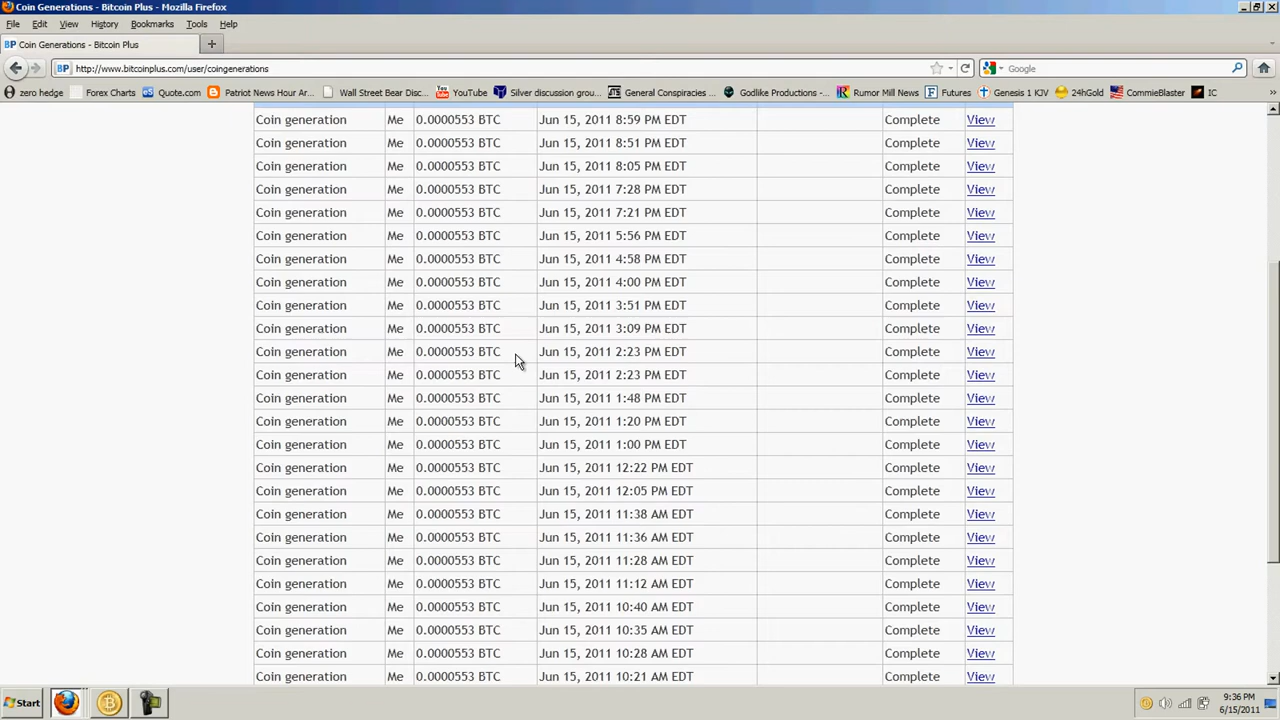 Coin Generations - Bitcoin Plus - Mozilla Firefox
File Edit View History Bookmarks Tools Help
BP Coin Generations - Bitcoin Plus
BP http://www.bitcoinplus.com/user/coingenerations Google
zero hedge Forex Charts eS Quote.com Patriot News Hour Ar... Wall Street Bear Disc... YouTube Silver discussion grou... General Conspiracies ... Godlike Productions - ... Rumor Mill News Futures Genesis 1 KJV 24hGold CommieBlaster IC
Coin generation Me 0.0000553 BTC Jun 15, 2011 8:59 PM EDT Complete View
Coin generation Me 0.0000553 BTC Jun 15, 2011 8:51 PM EDT Complete View
Coin generation Me 0.0000553 BTC Jun 15, 2011 8:05 PM EDT Complete View
Coin generation Me 0.0000553 BTC Jun 15, 2011 7:28 PM EDT Complete View
Coin generation Me 0.0000553 BTC Jun 15, 2011 7:21 PM EDT Complete View
Coin generation Me 0.0000553 BTC Jun 15, 2011 5:56 PM EDT Complete View
Coin generation Me 0.0000553 BTC Jun 15, 2011 4:58 PM EDT Complete View
Coin generation Me 0.0000553 BTC Jun 15, 2011 4:00 PM EDT Complete View
Coin generation Me 0.0000553 BTC Jun 15, 2011 3:51 PM EDT Complete View
Coin generation Me 0.0000553 BTC Jun 15, 2011 3:09 PM EDT Complete View
Coin generation Me 0.0000553 BTC Jun 15, 2011 2:23 PM EDT Complete View
Coin generation Me 0.0000553 BTC Jun 15, 2011 2:23 PM EDT Complete View
Coin generation Me 0.0000553 BTC Jun 15, 2011 1:48 PM EDT Complete View
Coin generation Me 0.0000553 BTC Jun 15, 2011 1:20 PM EDT Complete View
Coin generation Me 0.0000553 BTC Jun 15, 2011 1:00 PM EDT Complete View
Coin generation Me 0.0000553 BTC Jun 15, 2011 12:22 PM EDT Complete View
Coin generation Me 0.0000553 BTC Jun 15, 2011 12:05 PM EDT Complete View
Coin generation Me 0.0000553 BTC Jun 15, 2011 11:38 AM EDT Complete View
Coin generation Me 0.0000553 BTC Jun 15, 2011 11:36 AM EDT Complete View
Coin generation Me 0.0000553 BTC Jun 15, 2011 11:28 AM EDT Complete View
Coin generation Me 0.0000553 BTC Jun 15, 2011 11:12 AM EDT Complete View
Coin generation Me 0.0000553 BTC Jun 15, 2011 10:40 AM EDT Complete View
Coin generation Me 0.0000553 BTC Jun 15, 2011 10:35 AM EDT Complete View
Coin generation Me 0.0000553 BTC Jun 15, 2011 10:28 AM EDT Complete View
Coin generation Me 0.0000553 BTC Jun 15, 2011 10:21 AM EDT Complete View
Start 9:36 PM
6/15/2011